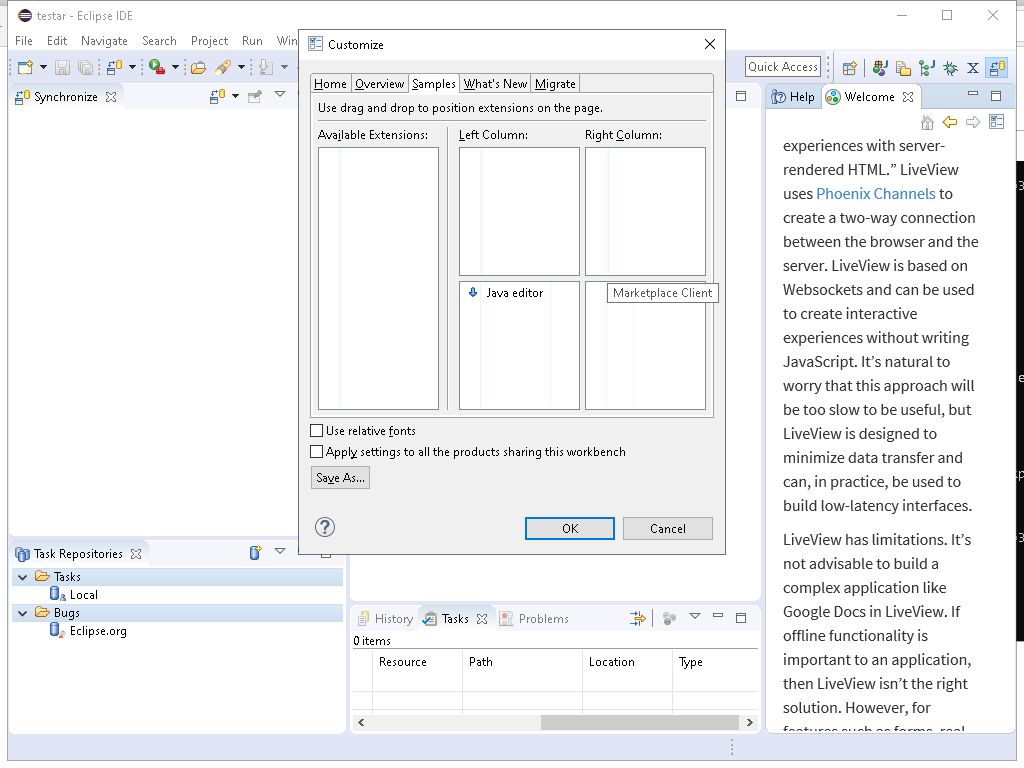 testar - Eclipse IDE
File Edit Navigate Search Project Run Win
Quick Access
Synchronize
Customize
Home Overview Samples What's New Migrate
Use drag and drop to position extensions on the page.
Available Extensions: Left Column: Right Column:
Java editor
Marketplace Client
Use relative fonts
Apply settings to all the products sharing this workbench
Save As...
OK Cancel
Help Welcome
experiences with server-
rendered HTML.” LiveView
uses Phoenix Channels to
create a two-way connection
between the browser and the
server. LiveView is based on
Websockets and can be used
to create interactive
experiences without writing
JavaScript. It’s natural to
worry that this approach will
be too slow to be useful, but
LiveView is designed to
minimize data transfer and
can, in practice, be used to
build low-latency interfaces.
LiveView has limitations. It’s
not advisable to build a
complex application like
Google Docs in LiveView. If
offline functionality is
important to an application,
then LiveView isn’t the right
solution. However, for
features such as forms, real
Task Repositories
Tasks
Local
Bugs
Eclipse.org
History Tasks Problems
0 items
Resource Path Location Type